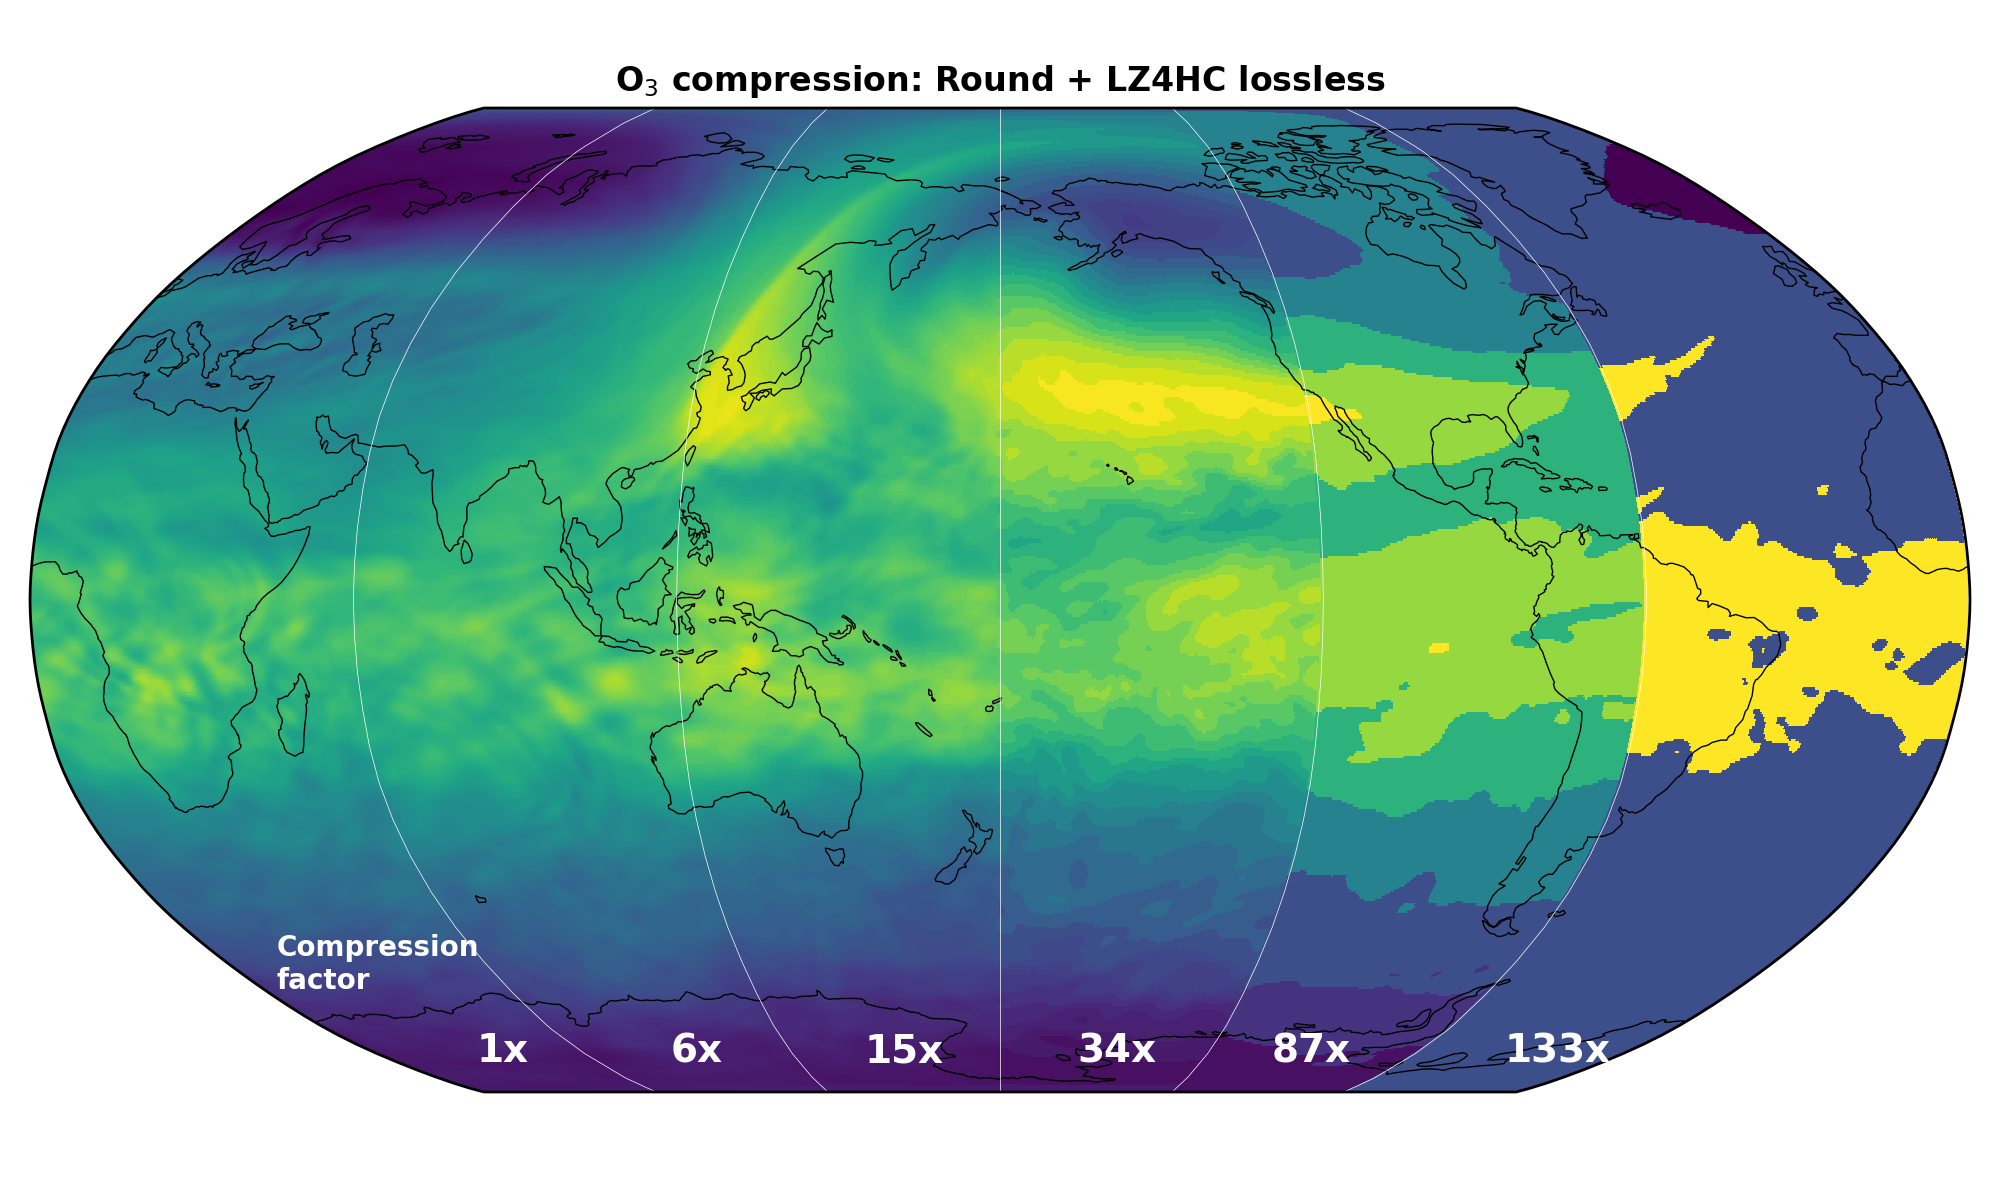 O₃ compression: Round + LZ4HC lossless
Compression
factor
1x 6x 15x 34x 87x 133x